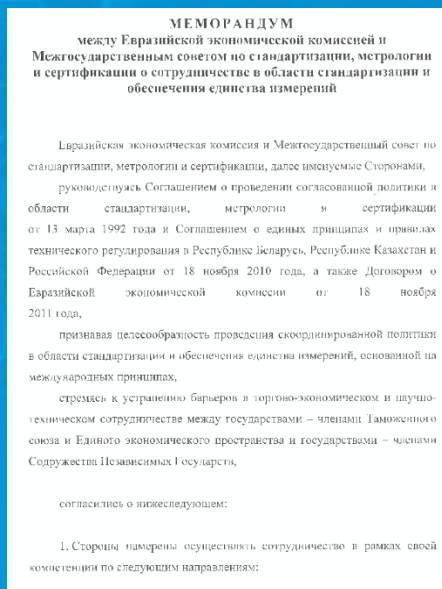 МЕМОРАНДУМ
между Евразийской экономической комиссией и
Межгосударственным советом по стандартизации, метрологии
и сертификации о сотрудничестве в области стандартизации и
обеспечения единства измерений
Евразийская экономическая комиссия и Межгосударственный совет по
стандартизации, метрологии и сертификации, далее именуемые Сторонами,
руководствуясь Соглашением о проведении согласованной политики в
области стандартизации, метрологии и сертификации
от 13 марта 1992 года и Соглашением о единых принципах и правилах
технического регулирования в Республике Беларусь, Республике Казахстан и
Российской Федерации от 18 ноября 2010 года, а также Договором о
Евразийской экономической комиссии от 18 ноября
2011 года,
признавая целесообразность проведения скоординированной политики
в области стандартизации и обеспечения единства измерений, основанной на
международных принципах,
стремясь к устранению барьеров в торгово-экономическом и научно-
техническом сотрудничестве между государствами – членами Таможенного
союза и Единого экономического пространства и государствами – членами
Содружества Независимых Государств,
согласились о нижеследующем:
1. Стороны намерены осуществлять сотрудничество в рамках своей
компетенции по следующим направлениям: